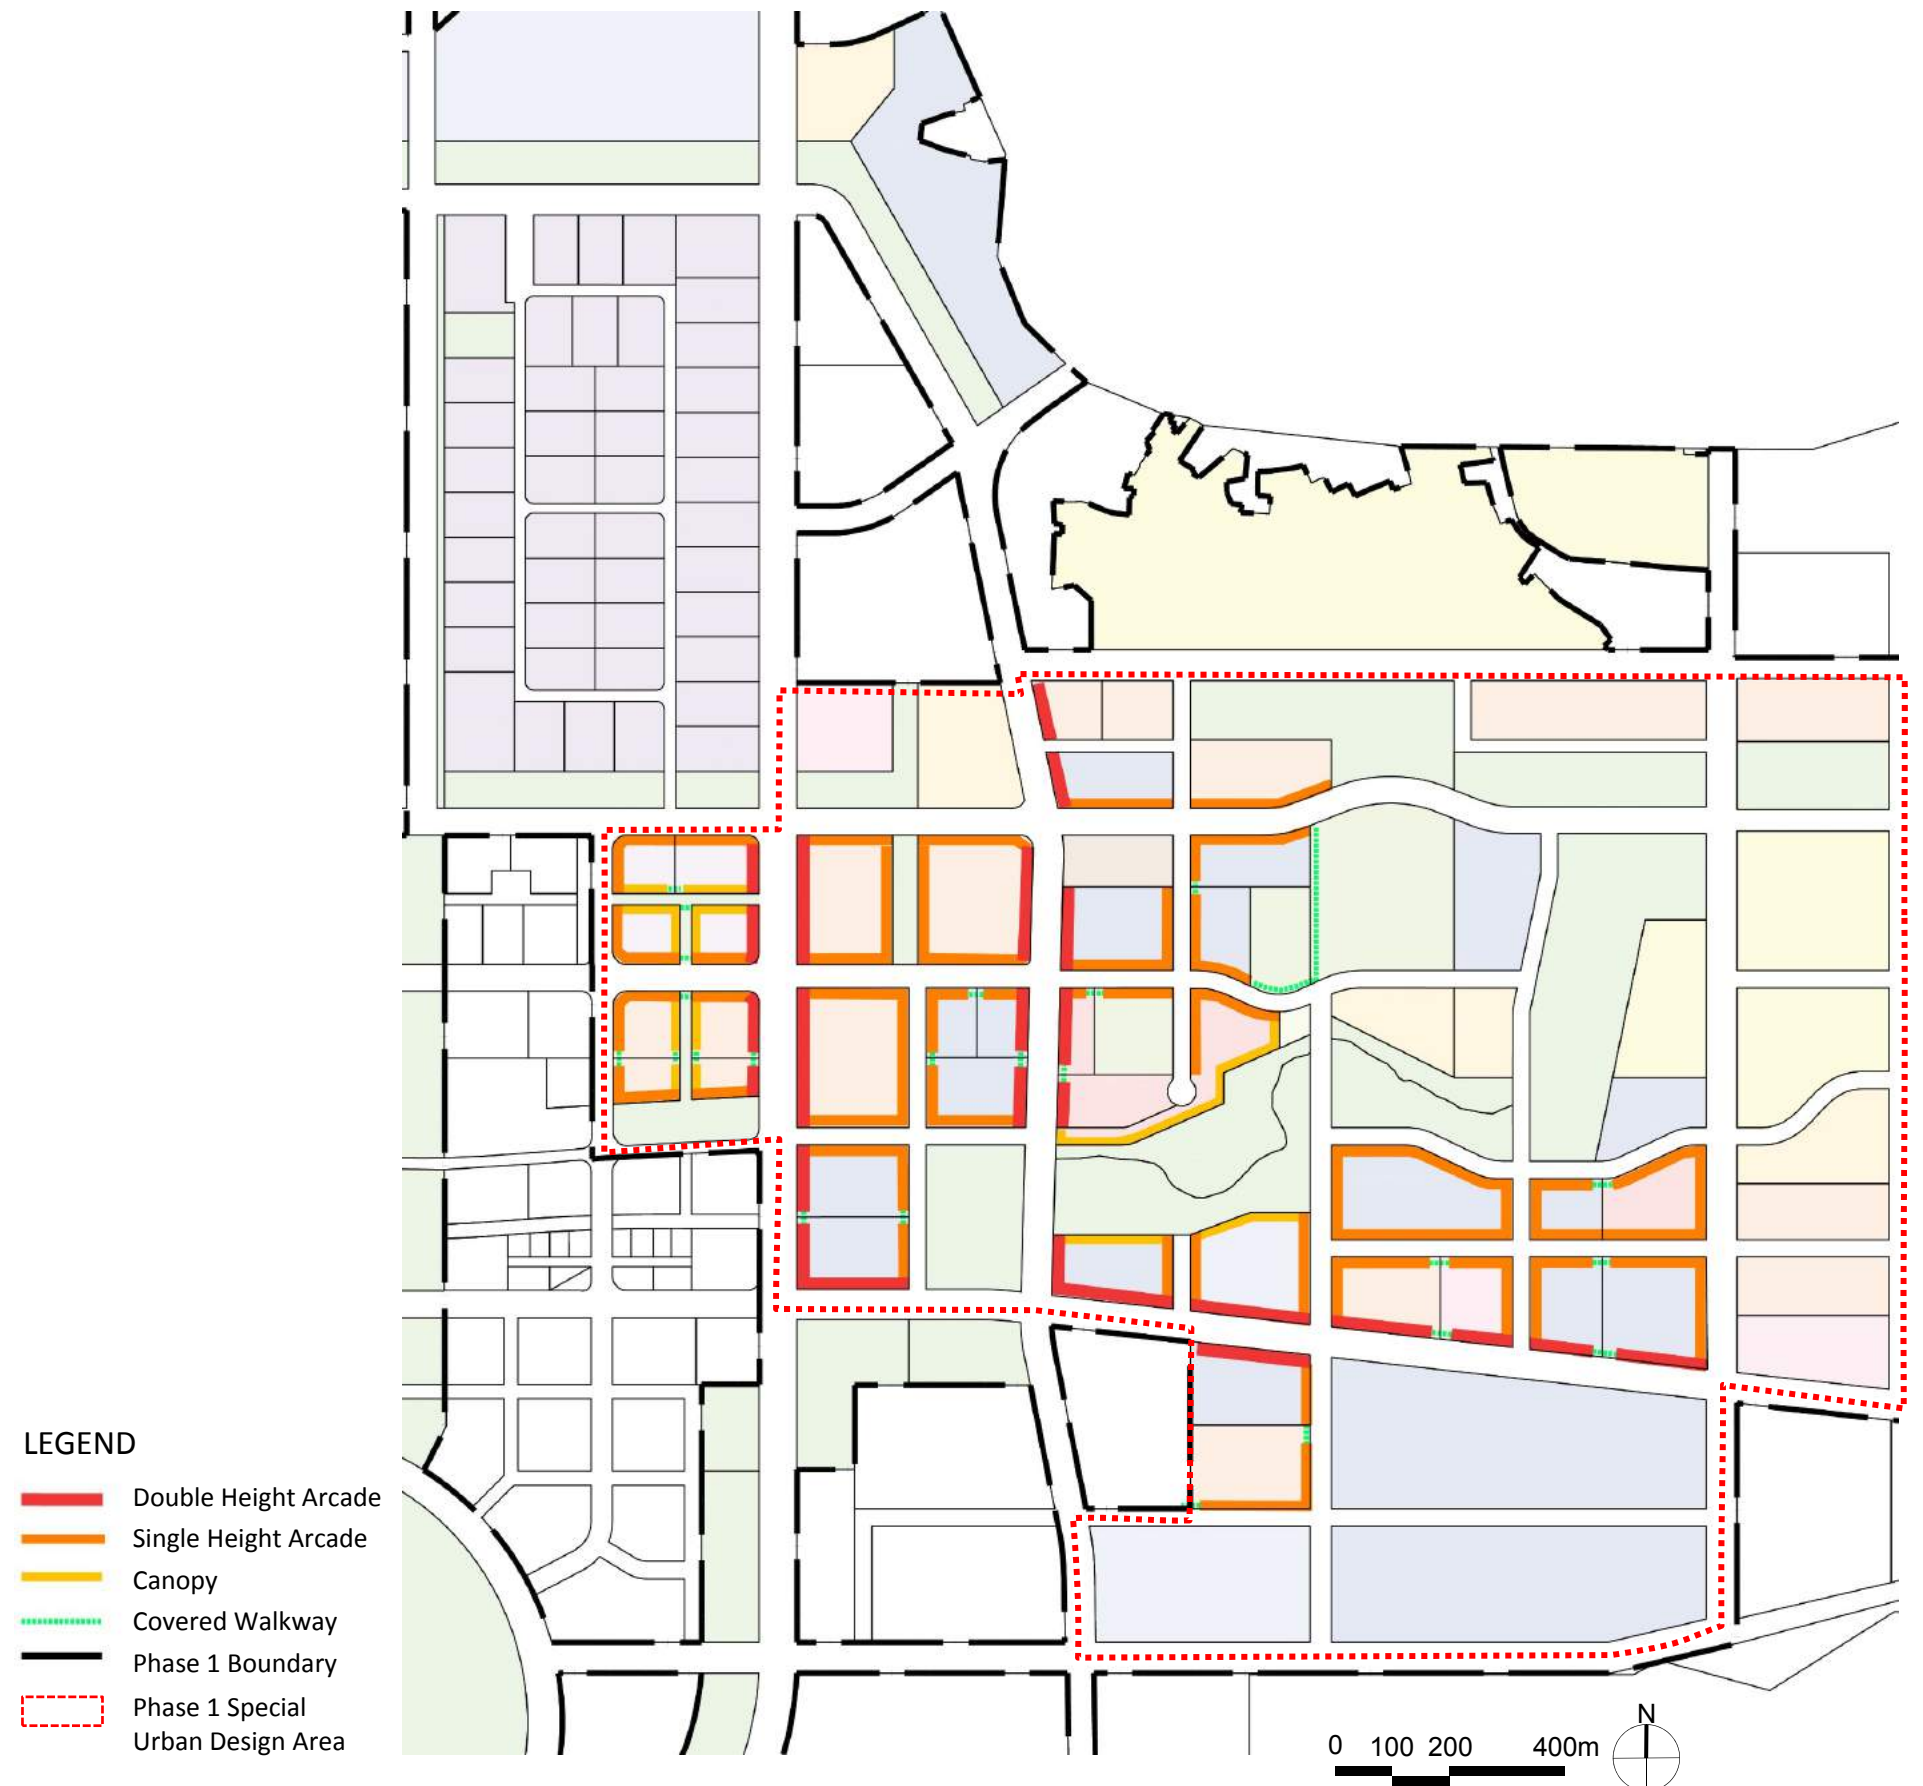 LEGEND
Double Height Arcade
Single Height Arcade
Canopy
Covered Walkway
Phase 1 Boundary
Phase 1 Special
Urban Design Area
N
0 100 200 400m